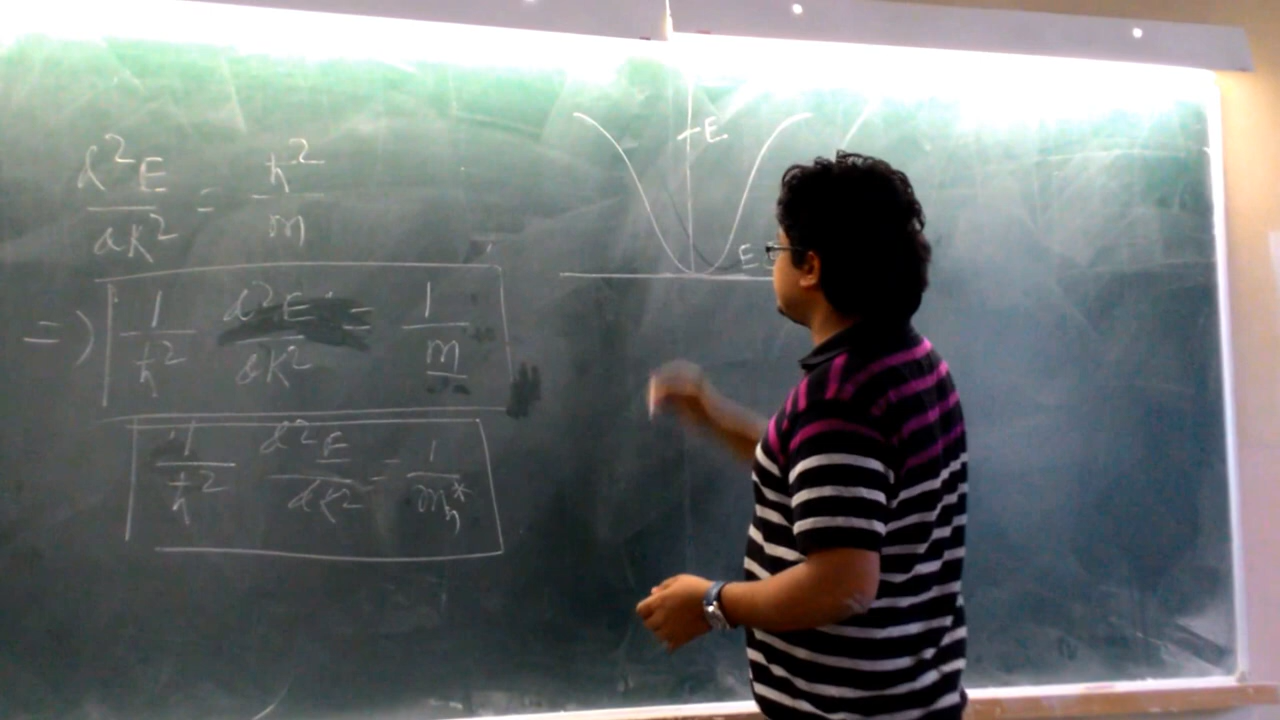 d²E/dk² = ħ²/m
=> 1/ħ² d²E/dk² = 1/m
1/ħ² d²E/dk² = 1/m*
E
E